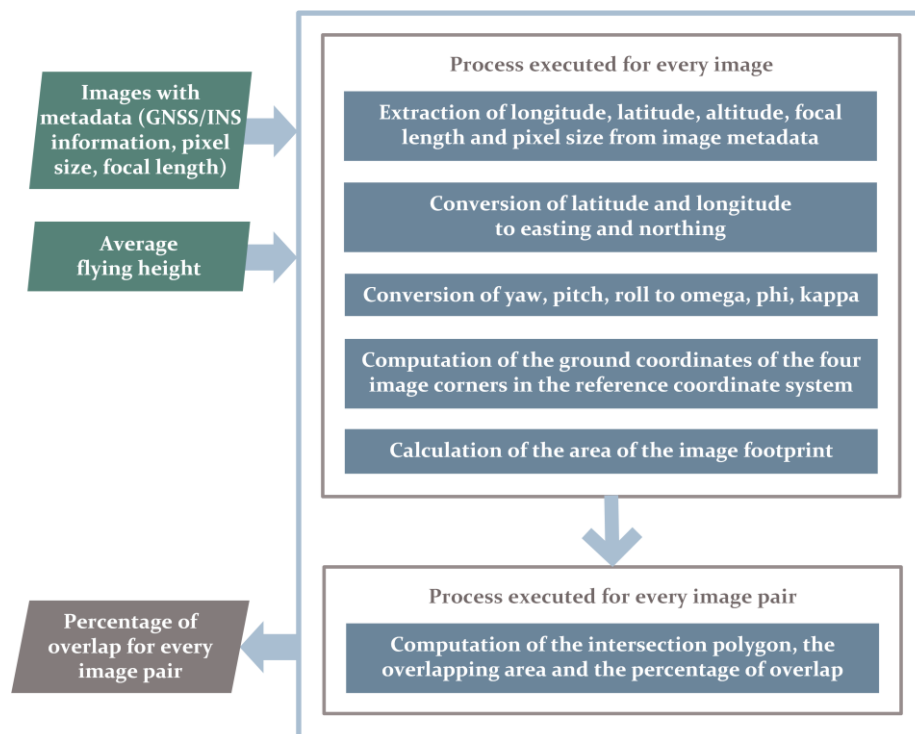 Images with
metadata (GNSS/INS
information, pixel
size, focal length)
Average
flying height
Process executed for every image
Extraction of longitude, latitude, altitude, focal
length and pixel size from image metadata
Conversion of latitude and longitude
to easting and northing
Conversion of yaw, pitch, roll to omega, phi, kappa
Computation of the ground coordinates of the four
image corners in the reference coordinate system
Calculation of the area of the image footprint
Process executed for every image pair
Computation of the intersection polygon, the
overlapping area and the percentage of overlap
Percentage of
overlap for every
image pair